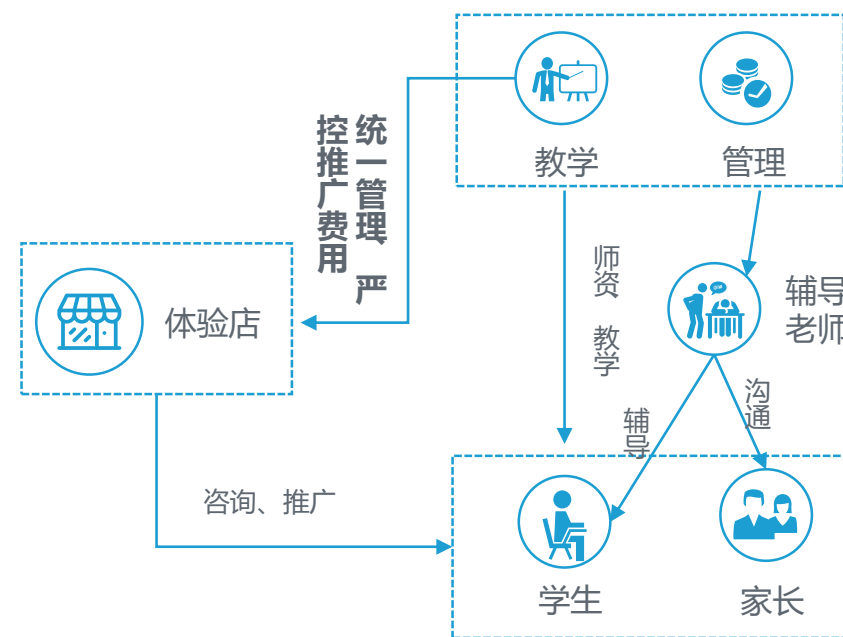 教学
管理
统一管理、严
控推广费用
师资、教学
辅导
老师
体验店
沟通
辅导
咨询、推广
学生
家长